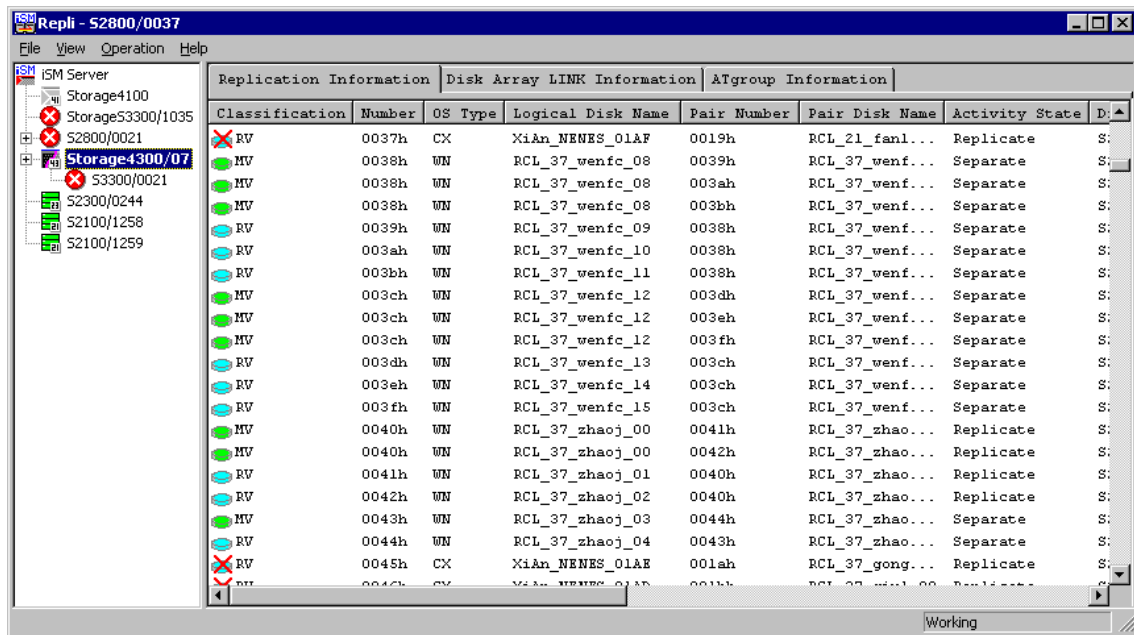 Repli - S2800/0037
File View Operation Help
iSM Server
Storage4100
StorageS3300/1035
S2800/0021
Storage4300/07
S3300/0021
S2300/0244
S2100/1258
S2100/1259
Replication Information Disk Array LINK Information ATgroup Information
Classification Number OS Type Logical Disk Name Pair Number Pair Disk Name Activity State
RV 0037h CX XiAn_NENES_01AF 0019h RCL_21_fanl... Replicate
MV 0038h WN RCL_37_wenfc_08 0039h RCL_37_wenf... Separate
MV 0038h WN RCL_37_wenfc_08 003ah RCL_37_wenf... Separate
MV 0038h WN RCL_37_wenfc_08 003bh RCL_37_wenf... Separate
RV 0039h WN RCL_37_wenfc_09 0038h RCL_37_wenf... Separate
RV 003ah WN RCL_37_wenfc_10 0038h RCL_37_wenf... Separate
RV 003bh WN RCL_37_wenfc_11 0038h RCL_37_wenf... Separate
MV 003ch WN RCL_37_wenfc_12 003dh RCL_37_wenf... Separate
MV 003ch WN RCL_37_wenfc_12 003eh RCL_37_wenf... Separate
MV 003ch WN RCL_37_wenfc_12 003fh RCL_37_wenf... Separate
RV 003dh WN RCL_37_wenfc_13 003ch RCL_37_wenf... Separate
RV 003eh WN RCL_37_wenfc_14 003ch RCL_37_wenf... Separate
RV 003fh WN RCL_37_wenfc_15 003ch RCL_37_wenf... Separate
MV 0040h WN RCL_37_zhaoj_00 0041h RCL_37_zhao... Replicate
MV 0040h WN RCL_37_zhaoj_00 0042h RCL_37_zhao... Replicate
RV 0041h WN RCL_37_zhaoj_01 0040h RCL_37_zhao... Replicate
RV 0042h WN RCL_37_zhaoj_02 0040h RCL_37_zhao... Replicate
MV 0043h WN RCL_37_zhaoj_03 0044h RCL_37_zhao... Separate
RV 0044h WN RCL_37_zhaoj_04 0043h RCL_37_zhao... Separate
RV 0045h CX XiAn_NENES_01AE 001ah RCL_37_gong... Replicate
Working